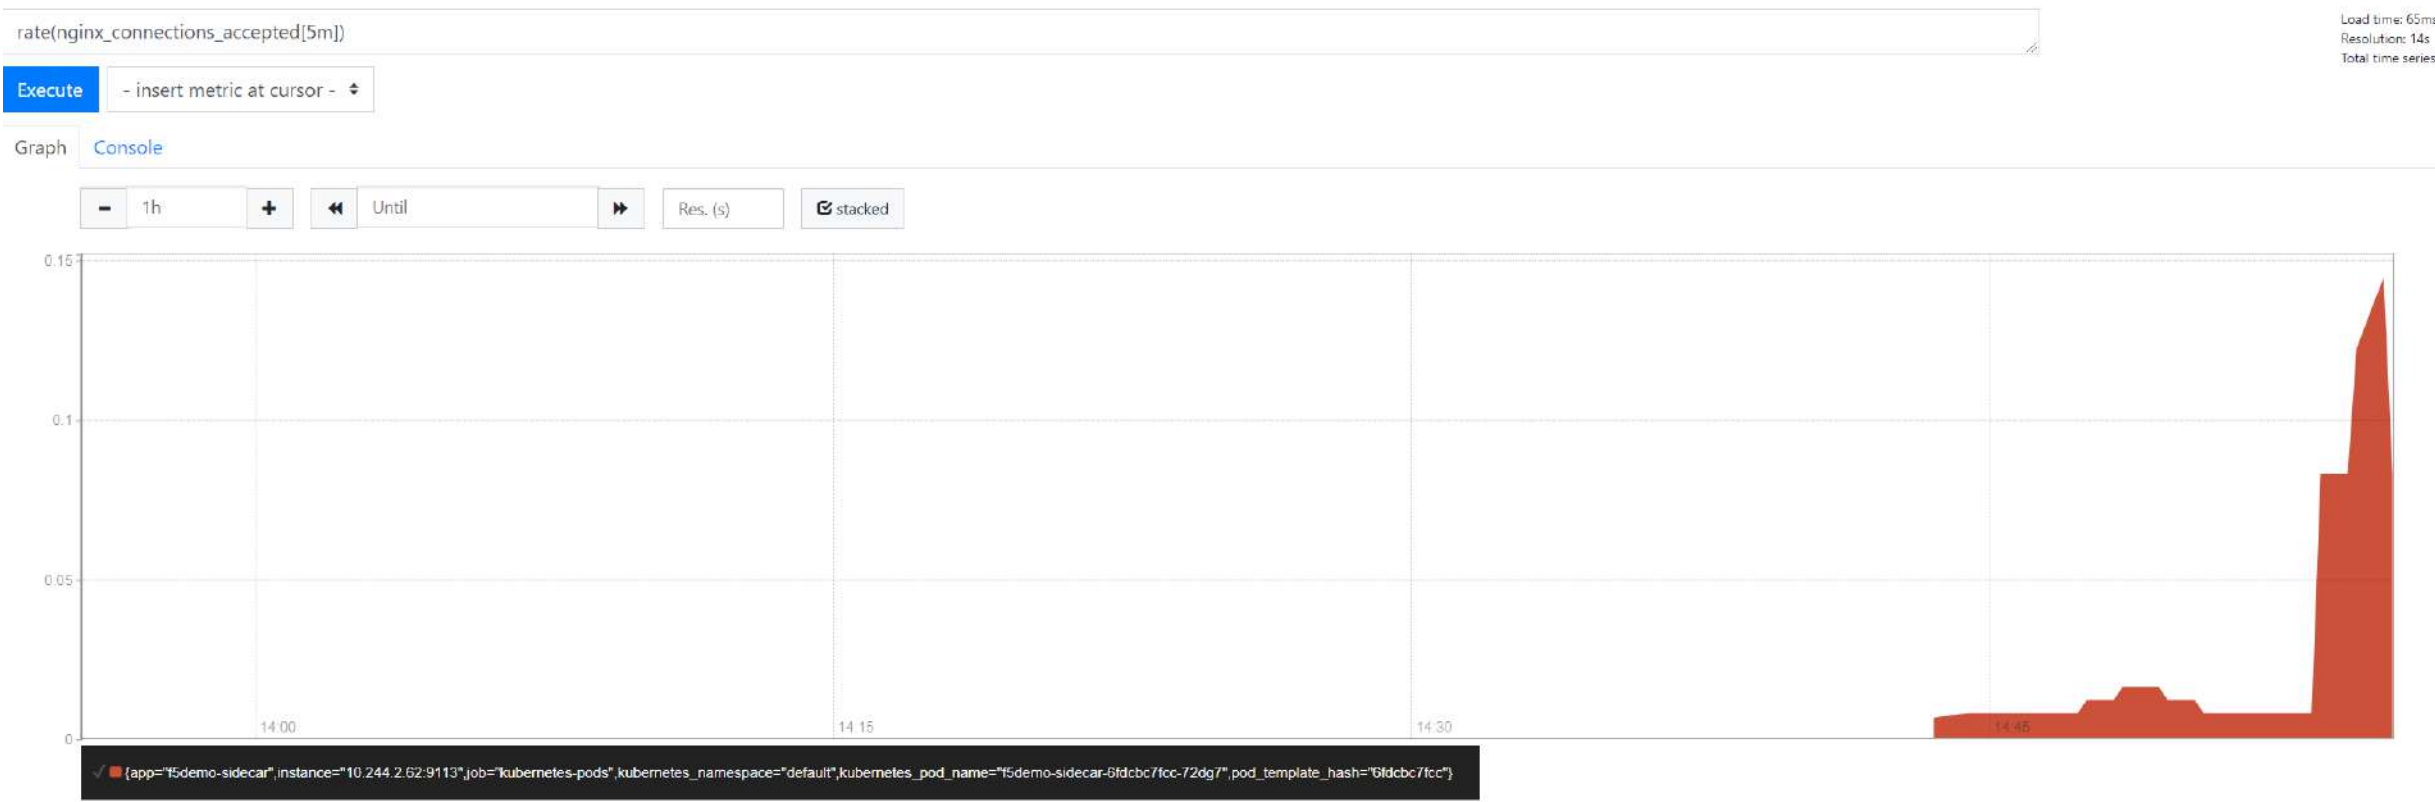 rate(nginx_connections_accepted[5m])
Load time: 65ms
Resolution: 14s
Total time series
Execute
- insert metric at cursor -
Graph
Console
1h
Until
Res. (s)
stacked
0.15
0.1
0.05
0
14:00
14:15
14:30
14:45
{app="f5demo-sidecar",instance="10.244.2.62:9113",job="kubernetes-pods",kubernetes_namespace="default",kubernetes_pod_name="f5demo-sidecar-6fdcbc7fcc-72dg7",pod_template_hash="6fdcbc7fcc"}